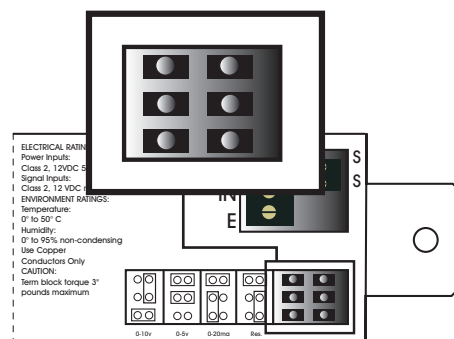 ELECTRICAL
Power Inputs:
Class 2, 12VDC
Signal Inputs:
Class 2, 12 VDC
ENVIRONMENT RATINGS:
Temperature:
0° to 50° C
Humidity:
0° to 95% non-condensing
Use Copper
Conductors Only
CAUTION:
Term block torque 3"
pounds maximum
S
S
E
0-10v
0-5v
0-20ma
Res.